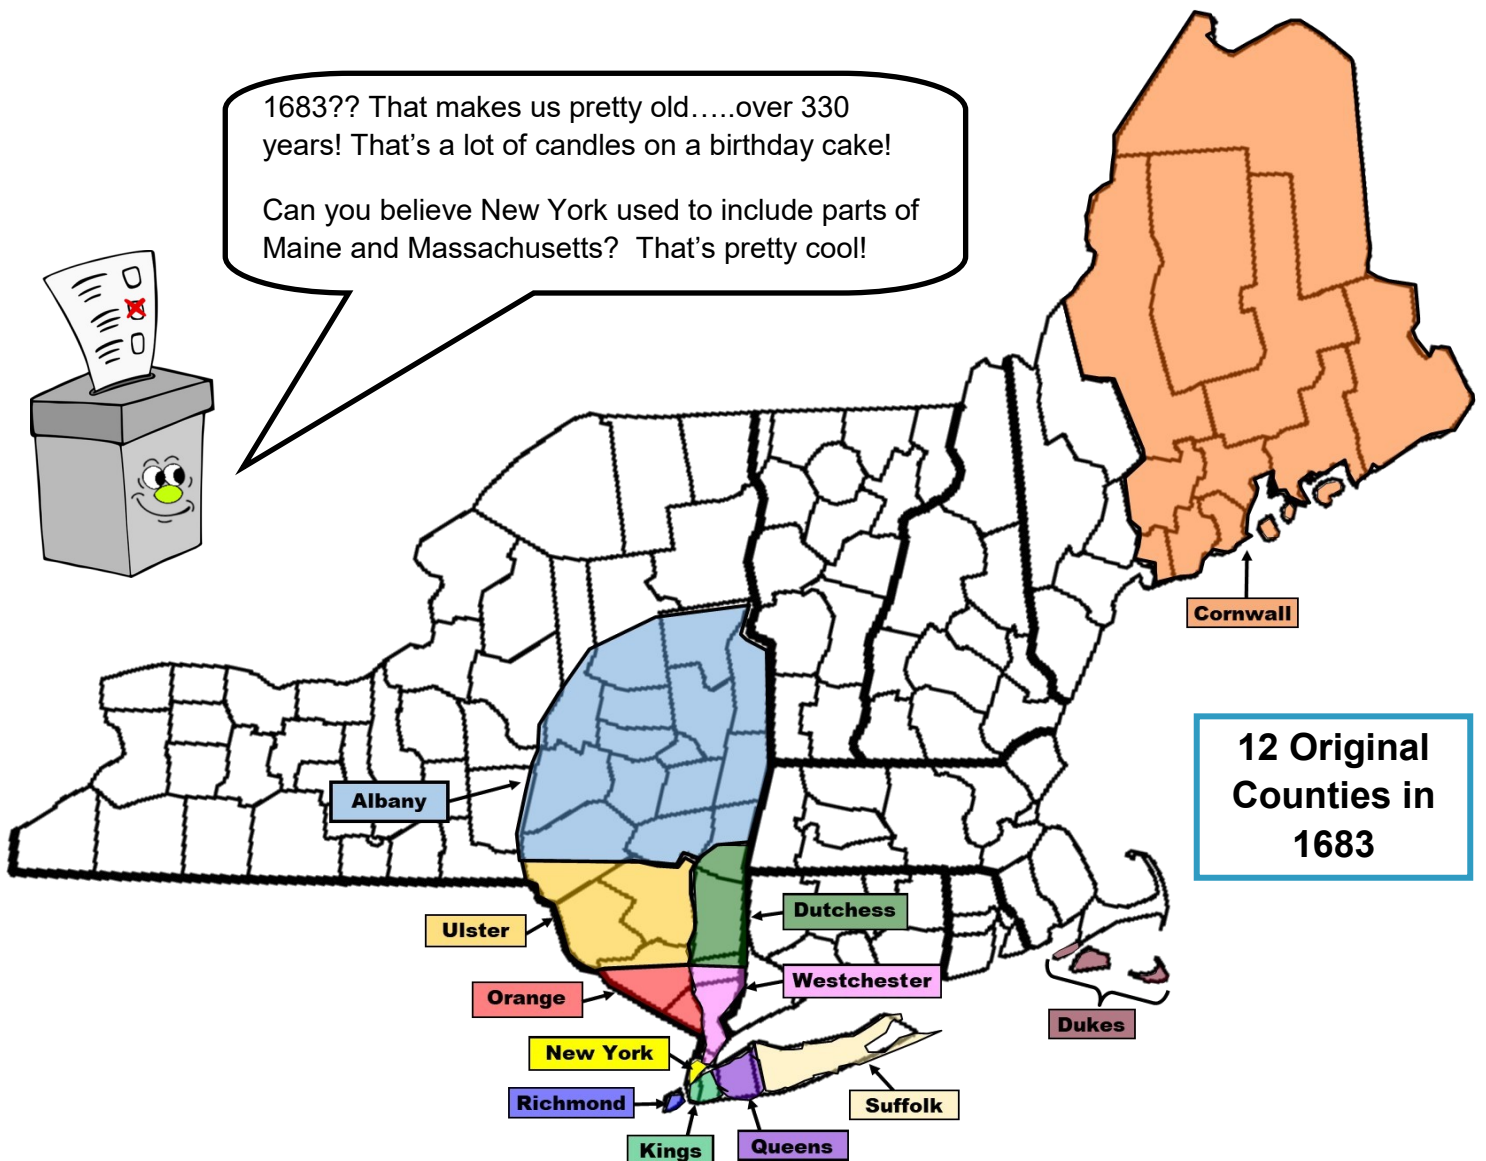 1683?? That makes us pretty old…..over 330
years! That’s a lot of candles on a birthday cake!
Can you believe New York used to include parts of
Maine and Massachusetts?  That’s pretty cool!
Cornwall
12 Original
Counties in
1683
Albany
Ulster
Dutchess
Orange
Westchester
Dukes
New York
Richmond
Suffolk
Kings
Queens